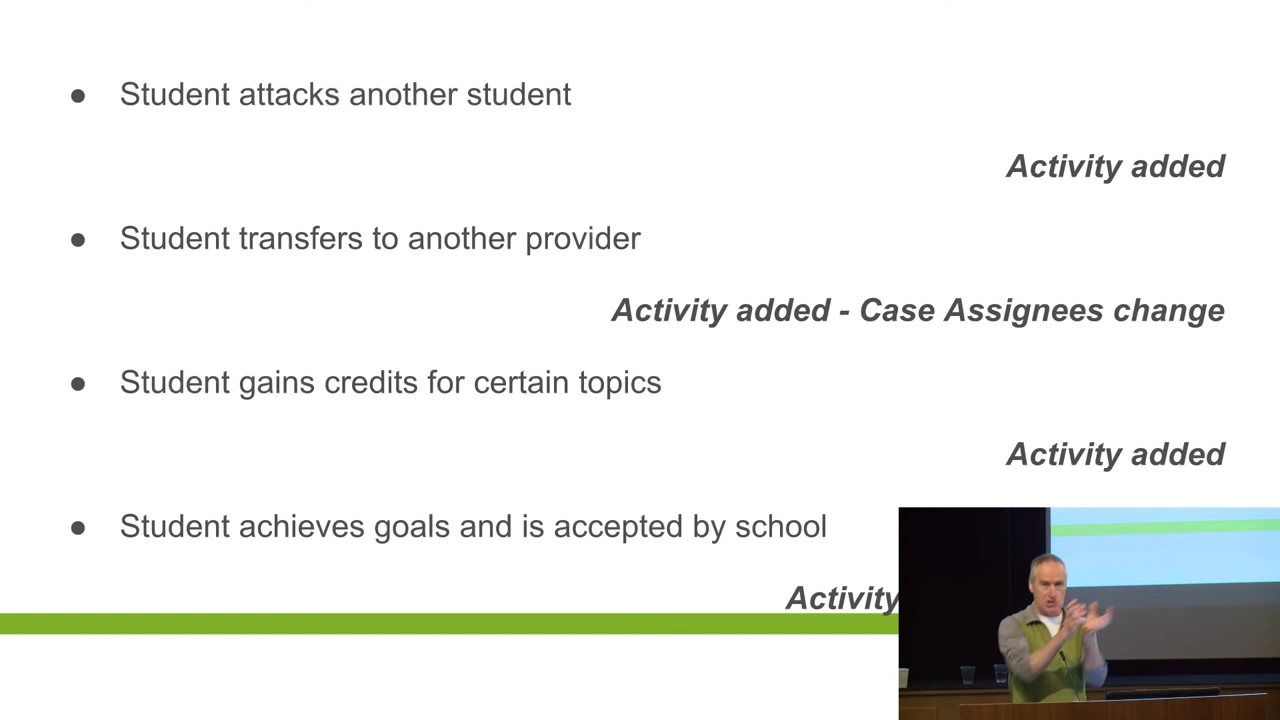 ● Student attacks another student
Activity added
● Student transfers to another provider
Activity added - Case Assignees change
● Student gains credits for certain topics
Activity added
● Student achieves goals and is accepted by school
Activity